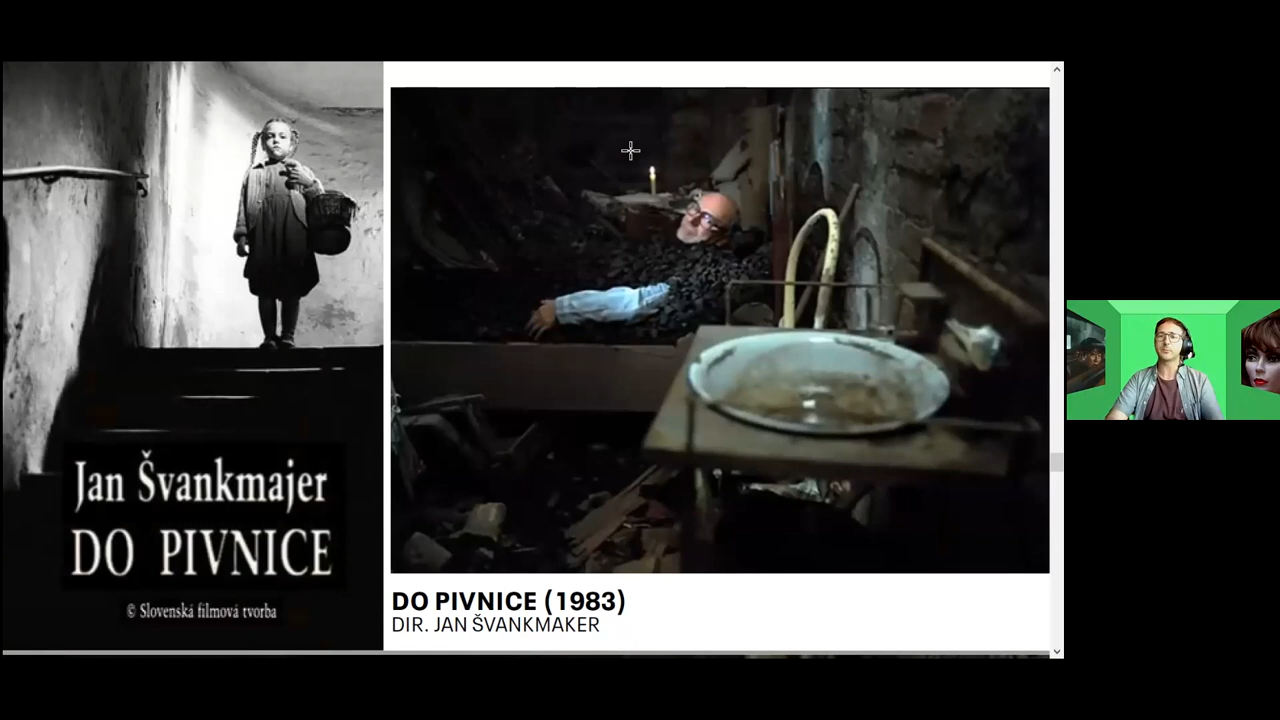 Jan Švankmajer
DO PIVNICE
© Slovenská filmová tvorba
DO PIVNICE (1983)
DIR. JAN ŠVANKMAKER